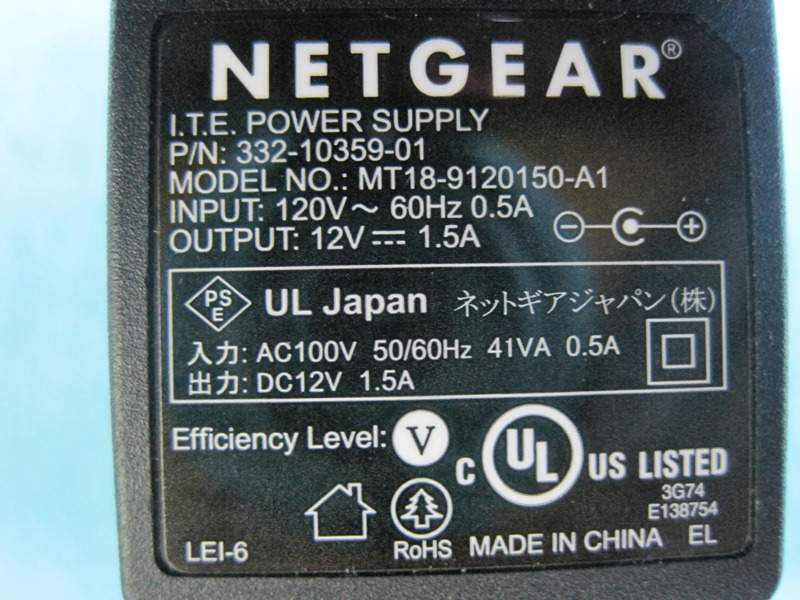 NETGEAR®
I.T.E. POWER SUPPLY
P/N: 332-10359-01
MODEL NO.: MT18-9120150-A1
INPUT: 120V～ 60Hz 0.5A
OUTPUT: 12V⎓ 1.5A
PSE UL Japan ネットギアジャパン(株)
入力: AC100V 50/60Hz 41VA 0.5A
出力: DC12V 1.5A
Efficiency Level: V
C UL US LISTED
3G74
E138754
LEI-6 RoHS MADE IN CHINA EL